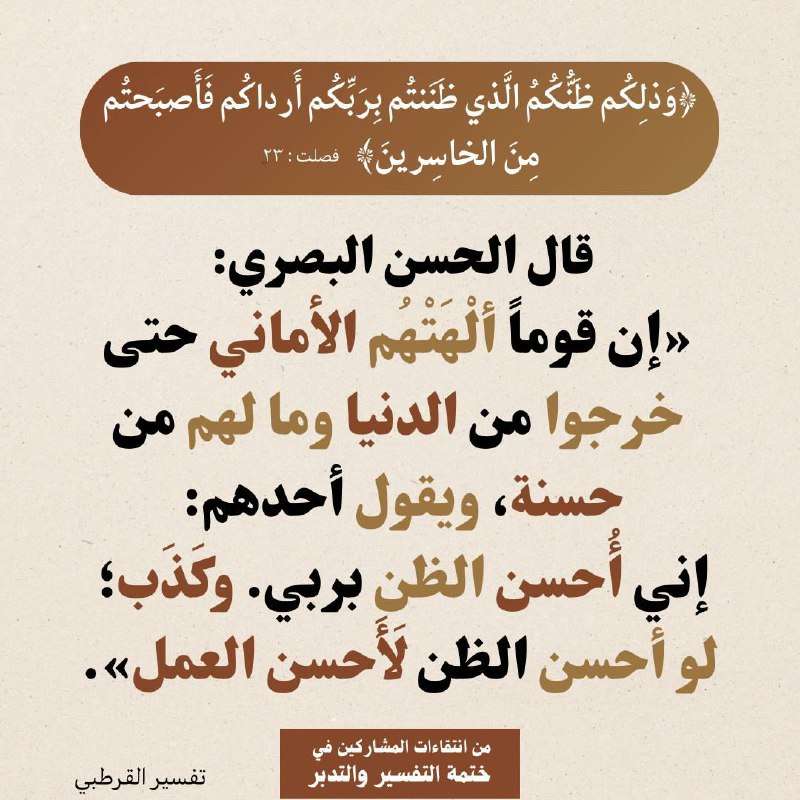 ﴿وَذلِكُم ظَنُّكُمُ الَّذي ظَنَنتُم بِرَبِّكُم أَرداكُم فَأَصبَحتُم
مِنَ الخاسِرينَ﴾ فصلت : ٢٣
قال الحسن البصري:
«إن قوماً ألْهَتْهُم الأماني حتى
خرجوا من الدنيا وما لهم من
حسنة، ويقول أحدهم:
إني أُحسن الظن بربي. وكَذَب؛
لو أحسن الظن لَأَحسن العمل».
من انتقاءات المشاركين في
ختمة التفسير والتدبر
تفسير القرطبي